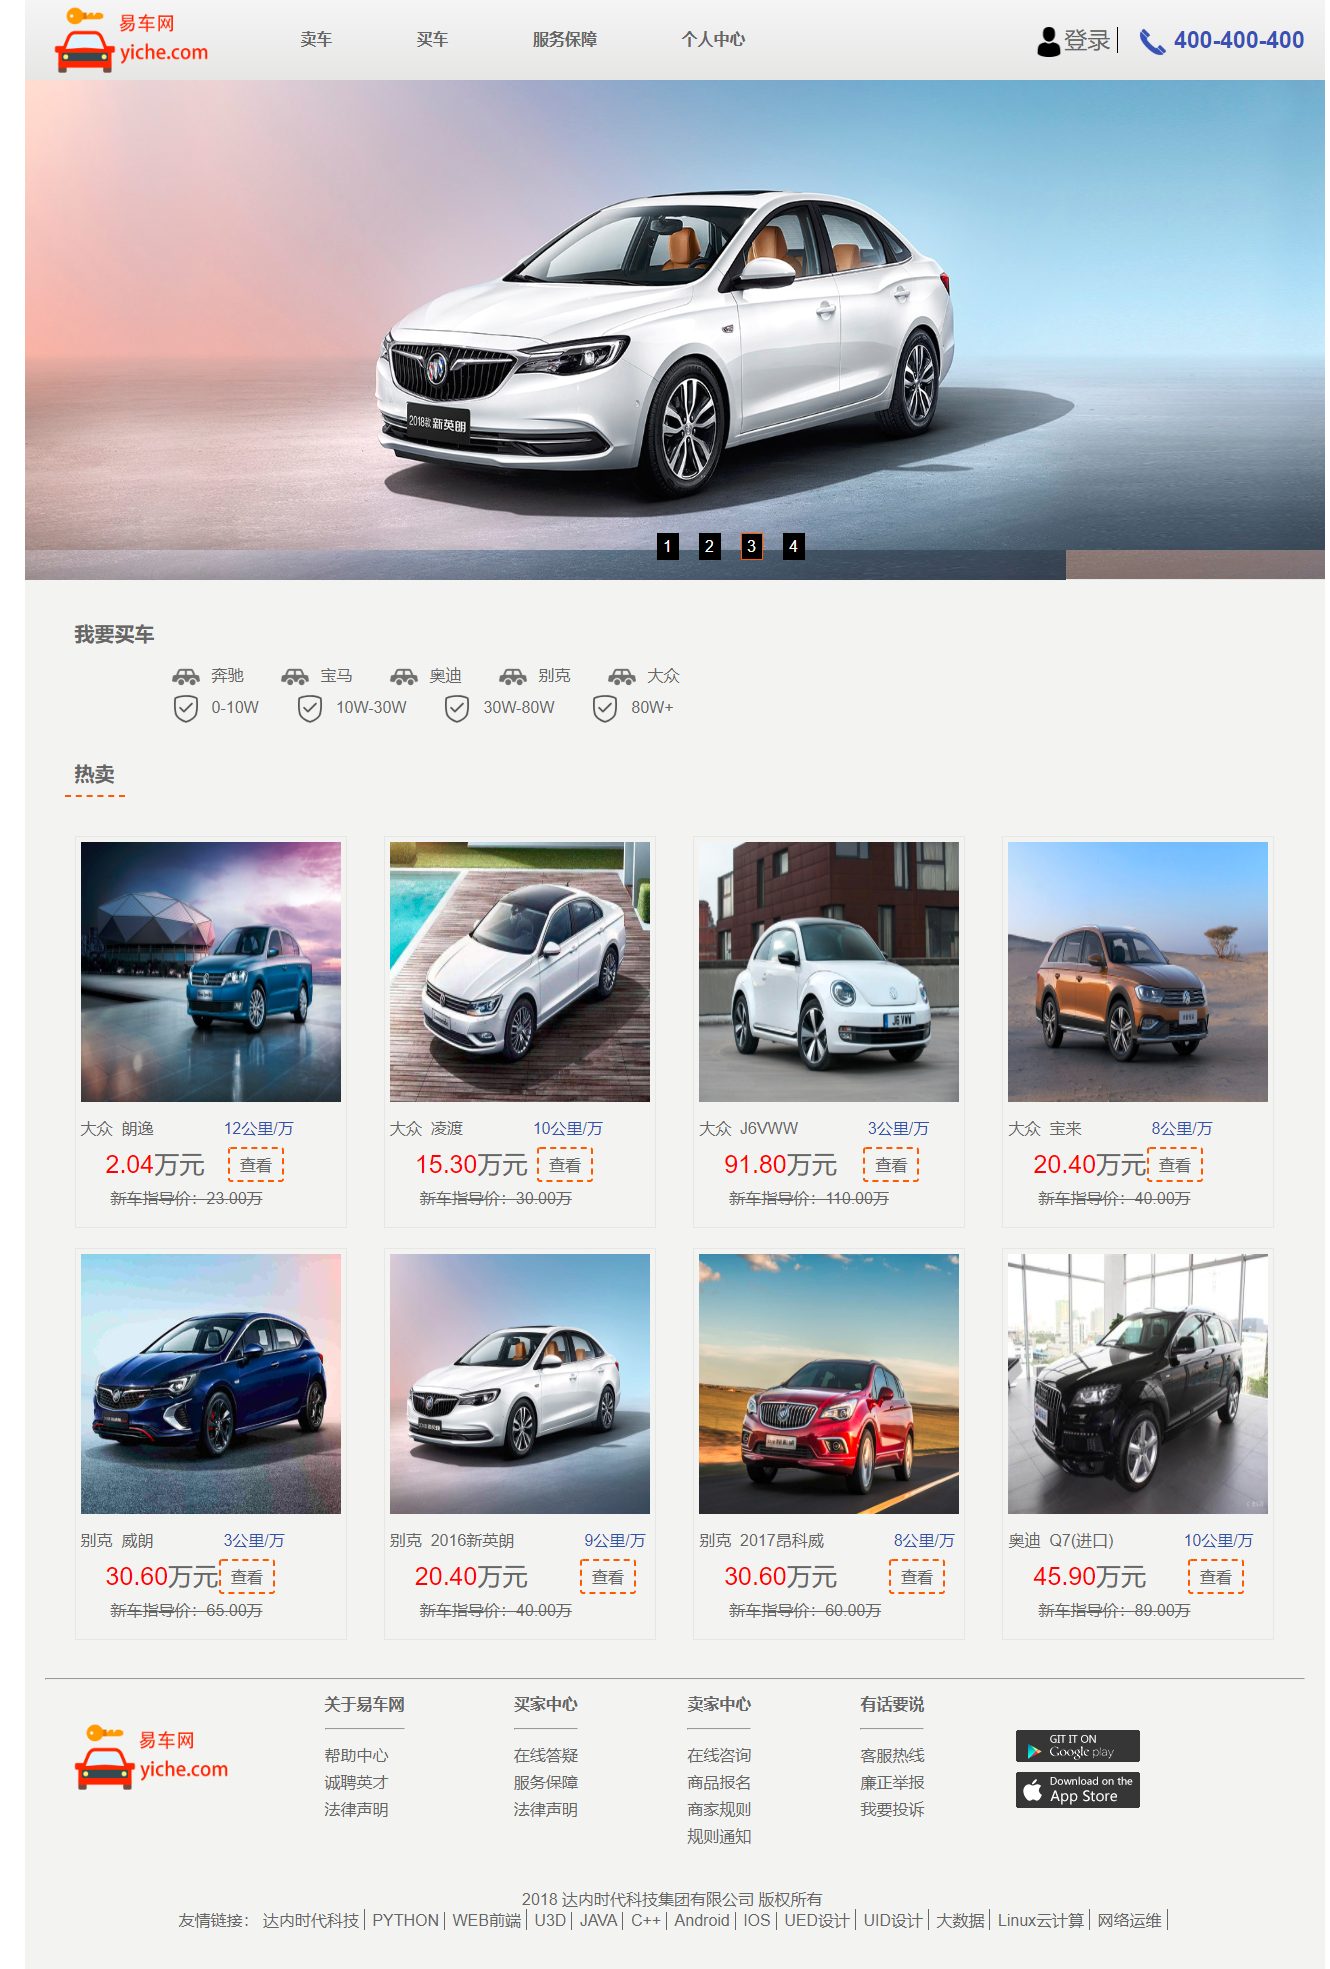 易车网
yiche.com
卖车 买车 服务保障 个人中心
登录 400-400-400
2018款 新英朗
1 2 3 4
我要买车
奔驰 宝马 奥迪 别克 大众
0-10W 10W-30W 30W-80W 80W+
热卖
J6 VWW
大众 朗逸 12公里/万
2.04万元 查看
新车指导价：23.00万
大众 凌渡 10公里/万
15.30万元 查看
新车指导价：30.00万
大众 J6VWW 3公里/万
91.80万元 查看
新车指导价：110.00万
大众 宝来 8公里/万
20.40万元 查看
新车指导价：40.00万
别克 威朗 3公里/万
30.60万元 查看
新车指导价：65.00万
别克 2016新英朗 9公里/万
20.40万元 查看
新车指导价：40.00万
别克 2017昂科威 8公里/万
30.60万元 查看
新车指导价：60.00万
奥迪 Q7(进口) 10公里/万
45.90万元 查看
新车指导价：89.00万
易车网
yiche.com
关于易车网
帮助中心
诚聘英才
法律声明
买家中心
在线答疑
服务保障
法律声明
卖家中心
在线咨询
商品报名
商家规则
规则通知
有话要说
客服热线
廉正举报
我要投诉
GIT IT ON
Google play
Download on the
App Store
2018 达内时代科技集团有限公司 版权所有
友情链接： 达内时代科技| PYTHON| WEB前端| U3D| JAVA| C++| Android| IOS| UED设计| UID设计| 大数据| Linux云计算| 网络运维|